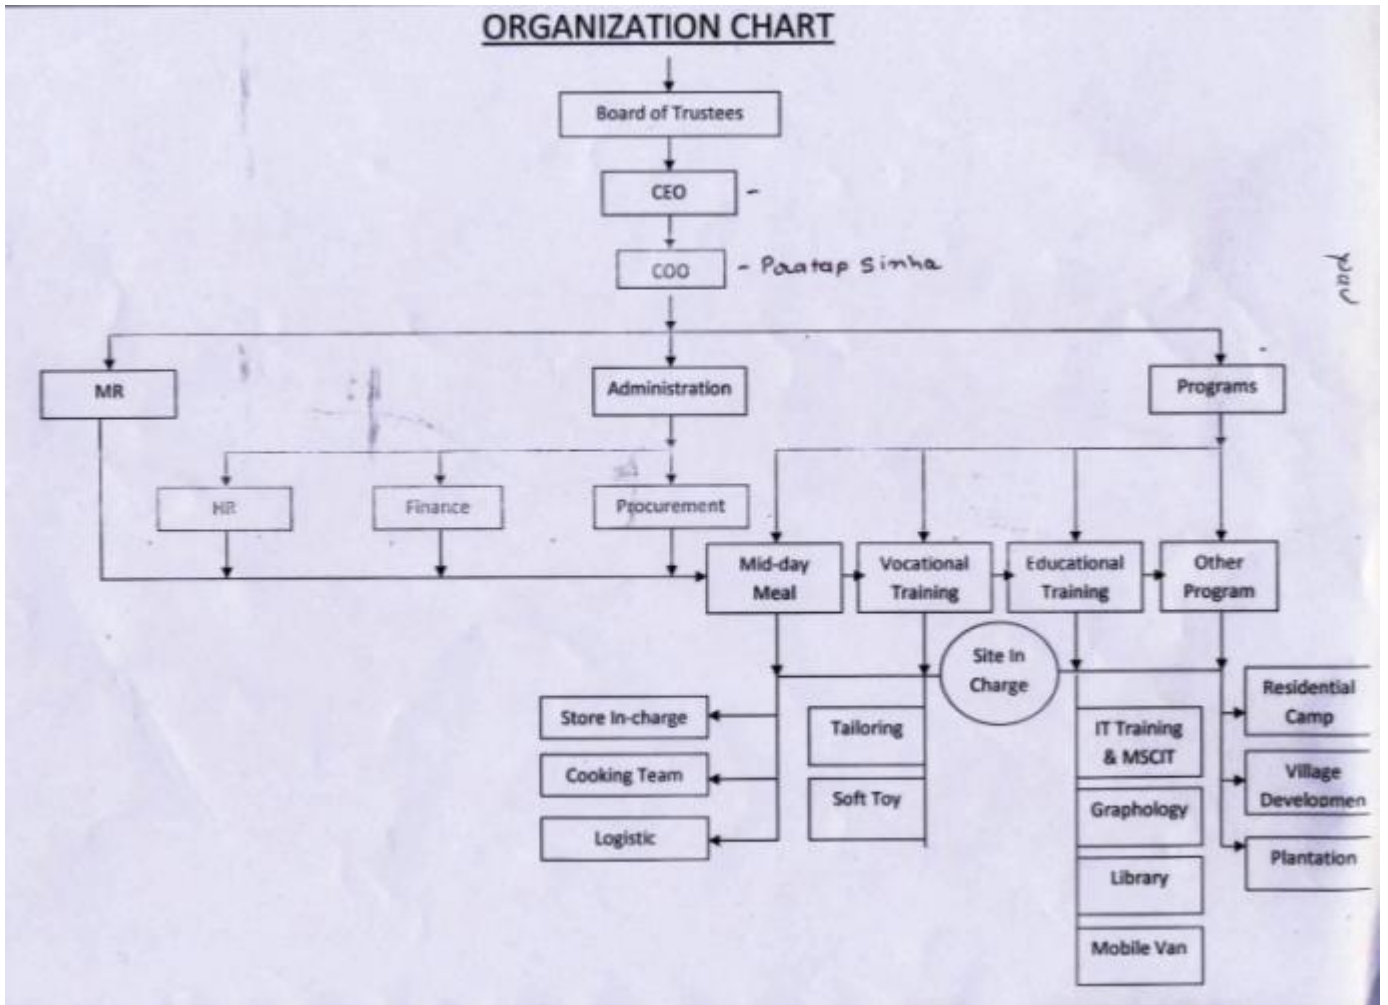 ORGANIZATION CHART
Board of Trustees
CEO -
COO - Pratap Sinha
MR
Administration
Programs
HR
Finance
Procurement
Mid-day
Meal
Vocational
Training
Educational
Training
Other
Program
Site In
Charge
Store In-charge
Cooking Team
Logistic
Tailoring
Soft Toy
IT Training
& MSCIT
Graphology
Library
Mobile Van
Residential
Camp
Village
Developmen
Plantation